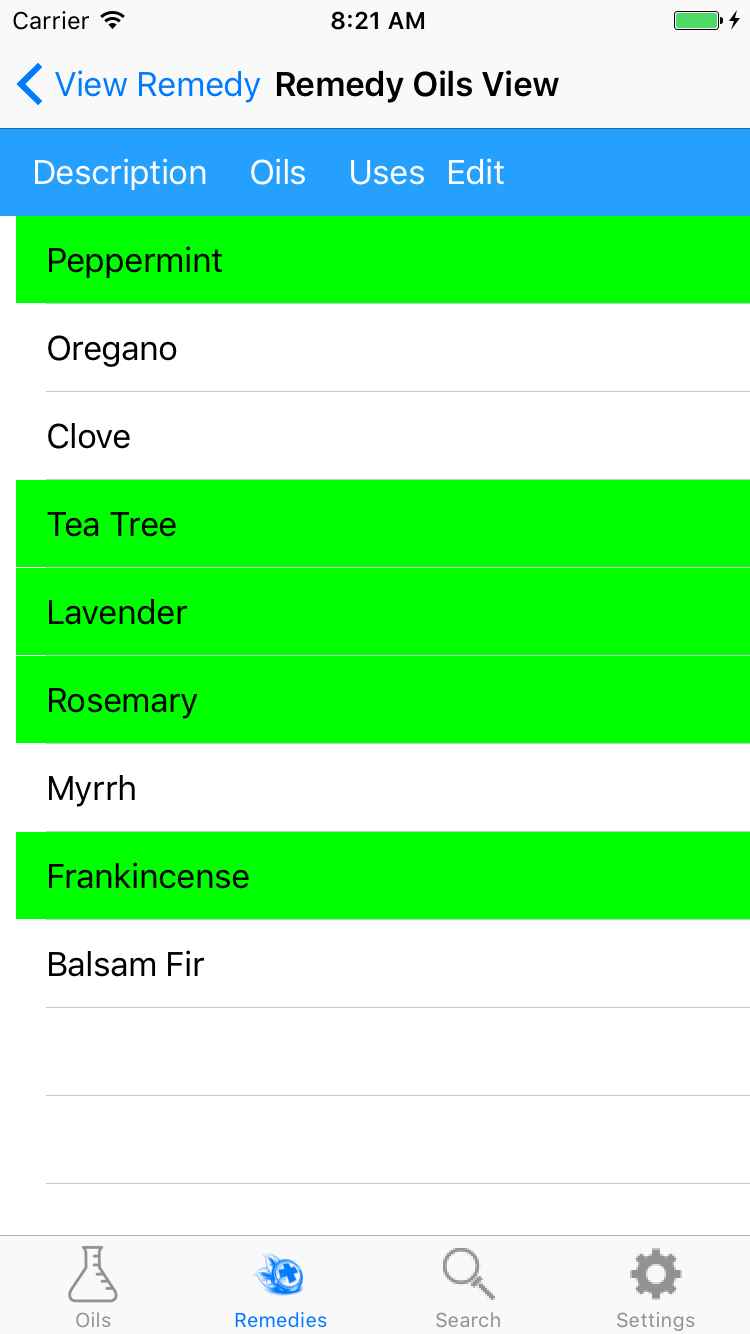 Carrier 8:21 AM
View Remedy Remedy Oils View
Description Oils Uses Edit
Peppermint
Oregano
Clove
Tea Tree
Lavender
Rosemary
Myrrh
Frankincense
Balsam Fir
Oils Remedies Search Settings